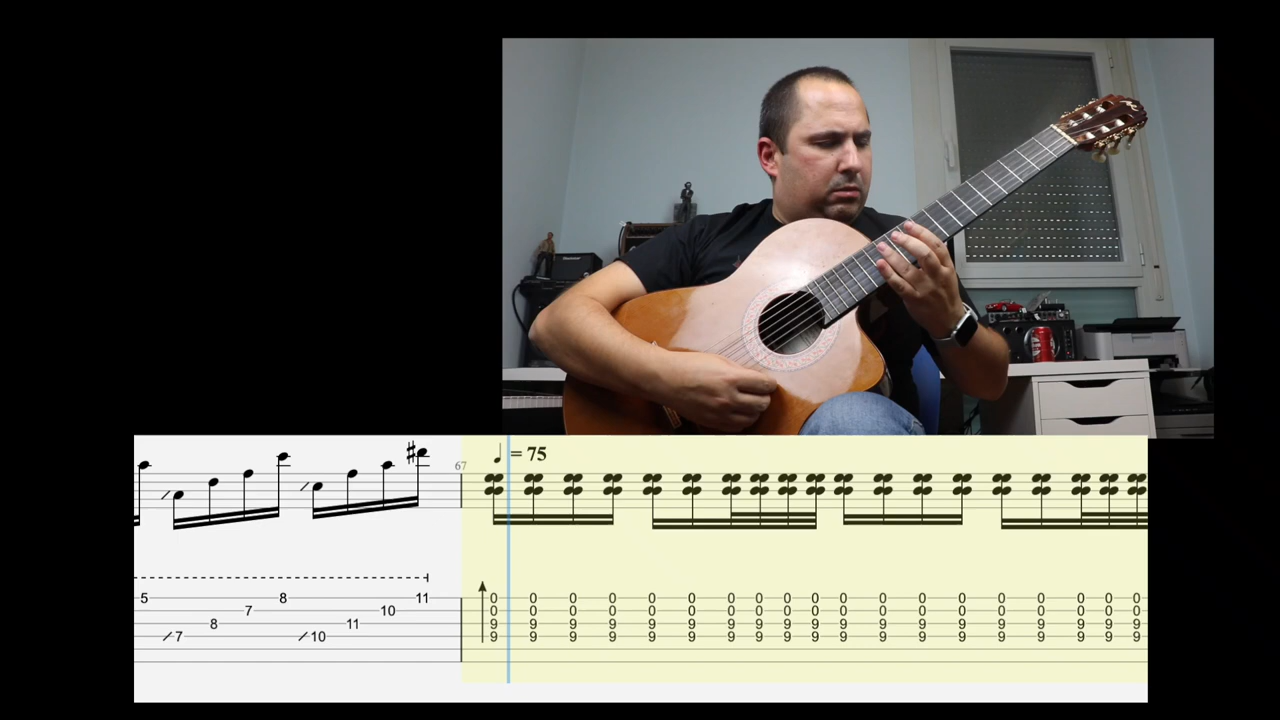 67
= 75
5 8 11 0 0 0 0 0 0 0 0 0 0 0 0 0 0 0 0 0 0 0
7 10 0 0 0 0 0 0 0 0 0 0 0 0 0 0 0 0 0 0 0
8 11 9 9 9 9 9 9 9 9 9 9 9 9 9 9 9 9 9 9 9
7 10 9 9 9 9 9 9 9 9 9 9 9 9 9 9 9 9 9 9 9